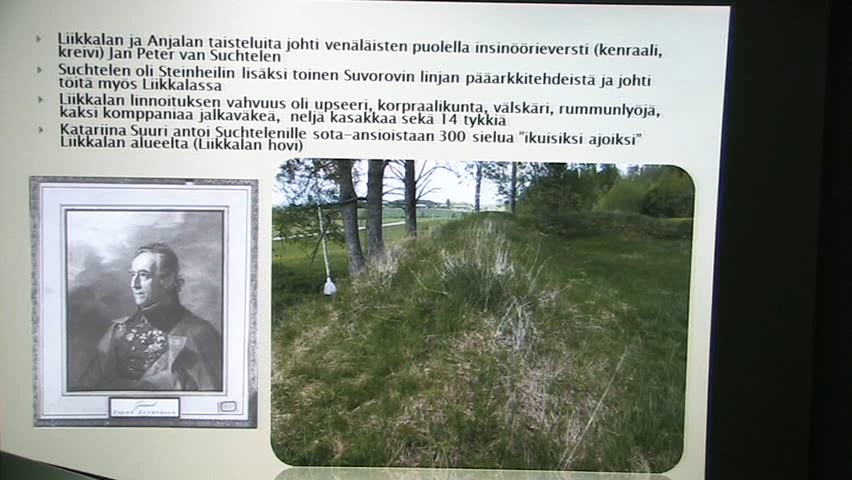 Liikkalan ja Anjalan taisteluita johti venäläisten puolella insinöörieversti (kenraali,
kreivi) Jan Peter van Suchtelen
Suchtelen oli Steinheilin lisäksi toinen Suvorovin linjan pääarkkitehdeistä ja johti
töitä myös Liikkalassa
Liikkalan linnoituksen vahvuus oli upseeri, korpraalikunta, välskäri, rummunlyöjä,
kaksi komppaniaa jalkaväkeä, neljä kasakkaa sekä 14 tykkiä
Katariina Suuri antoi Suchtelenille sota-ansioistaan 300 sielua "ikuisiksi ajoiksi"
Liikkalan alueelta (Liikkalan hovi)